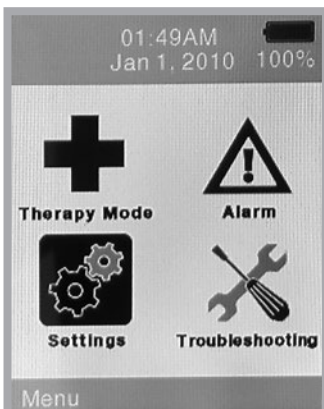 01:49AM
Jan 1, 2010 100%
Therapy Mode Alarm
Settings Troubleshooting
Menu